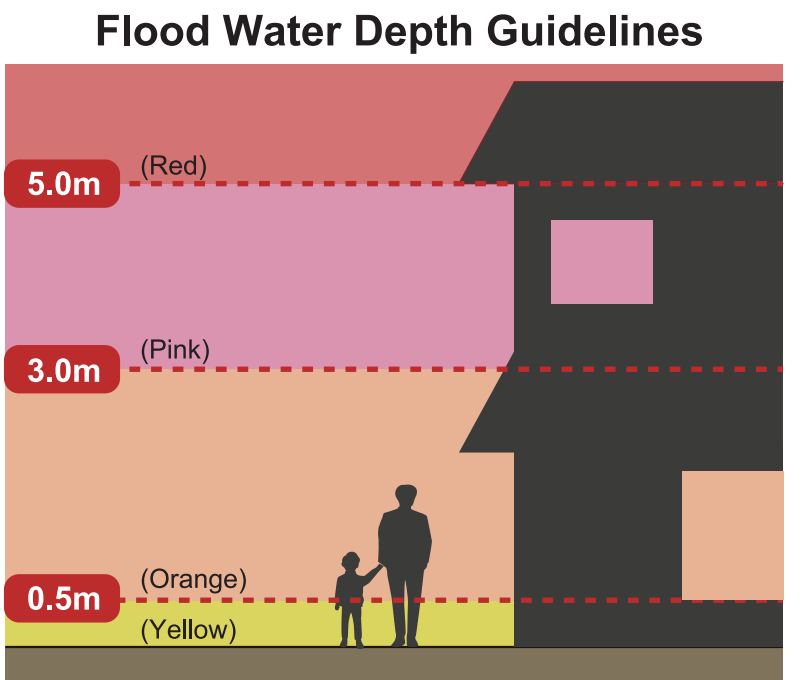 Flood Water Depth Guidelines
(Red)
5.0m
(Pink)
3.0m
(Orange)
0.5m
(Yellow)